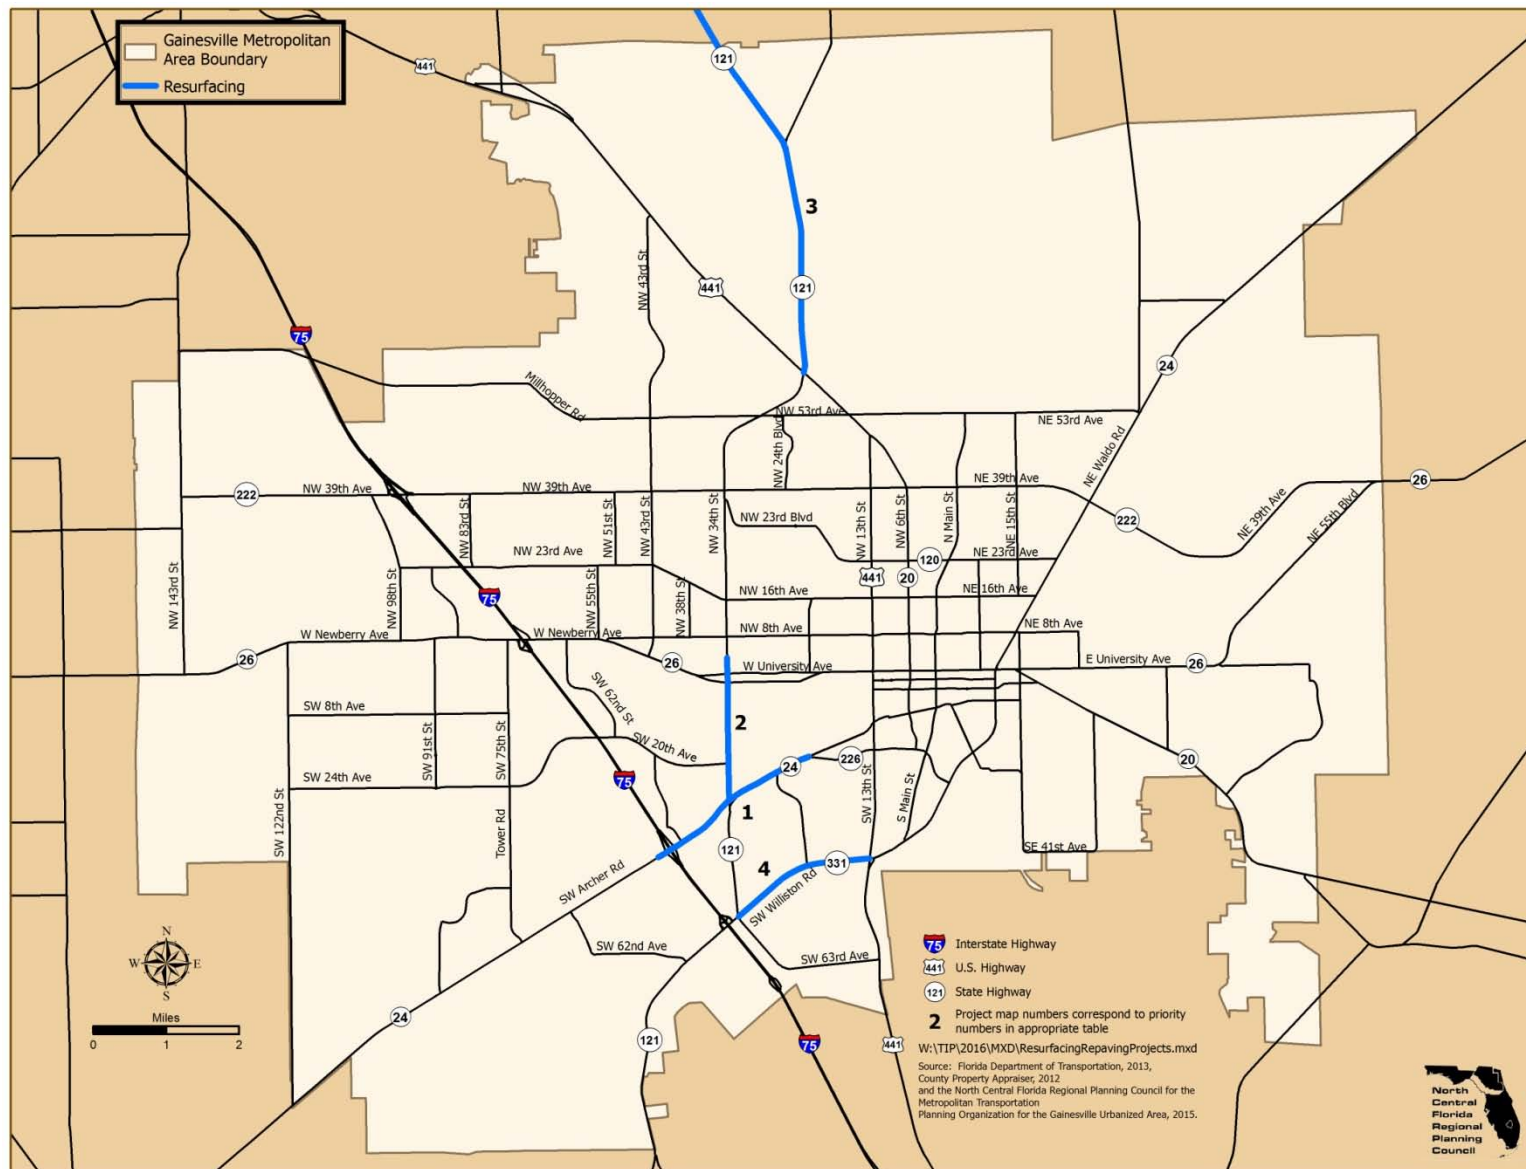 Gainesville Metropolitan
Area Boundary
Resurfacing
441
121
3
NW 43rd St
441
121
75
24
Millhopper Rd
NW 53rd Ave
NE 53rd Ave
NW 24th Blvd
NE Waldo Rd
222
NW 39th Ave
NW 39th Ave
NE 39th Ave
26
NW 83rd St
NW 51st St
NW 43rd St
NW 34th St
NW 23rd Blvd
NW 13th St
NW 6th St
N Main St
NE 15th St
222
NE 39th Ave
NE 55th Blvd
NW 23rd Ave
120
NE 23rd Ave
NW 143rd St
NW 98th St
75
NW 55th St
NW 38th St
441
20
NW 16th Ave
NE 16th Ave
W Newberry Ave
W Newberry Ave
NW 8th Ave
NE 8th Ave
26
26
W University Ave
E University Ave
26
SW 62nd St
SW 8th Ave
2
SW 91st St
SW 75th St
SW 20th Ave
SW 24th Ave
75
24
226
20
SW 122nd St
Tower Rd
1
SW 13th St
S Main St
121
4
331
SE 41st Ave
SW Archer Rd
SW Williston Rd
SW 62nd Ave
SW 63rd Ave
N
W
E
S
Miles
0 1 2
24
121
75
441
75 Interstate Highway
441 U.S. Highway
121 State Highway
2 Project map numbers correspond to priority
numbers in appropriate table
W:\TIP\2016\MXD\ResurfacingRepavingProjects.mxd
Source: Florida Department of Transportation, 2013,
County Property Appraiser, 2012
and the North Central Florida Regional Planning Council for the
Metropolitan Transportation
Planning Organization for the Gainesville Urbanized Area, 2015.
North
Central
Florida
Regional
Planning
Council